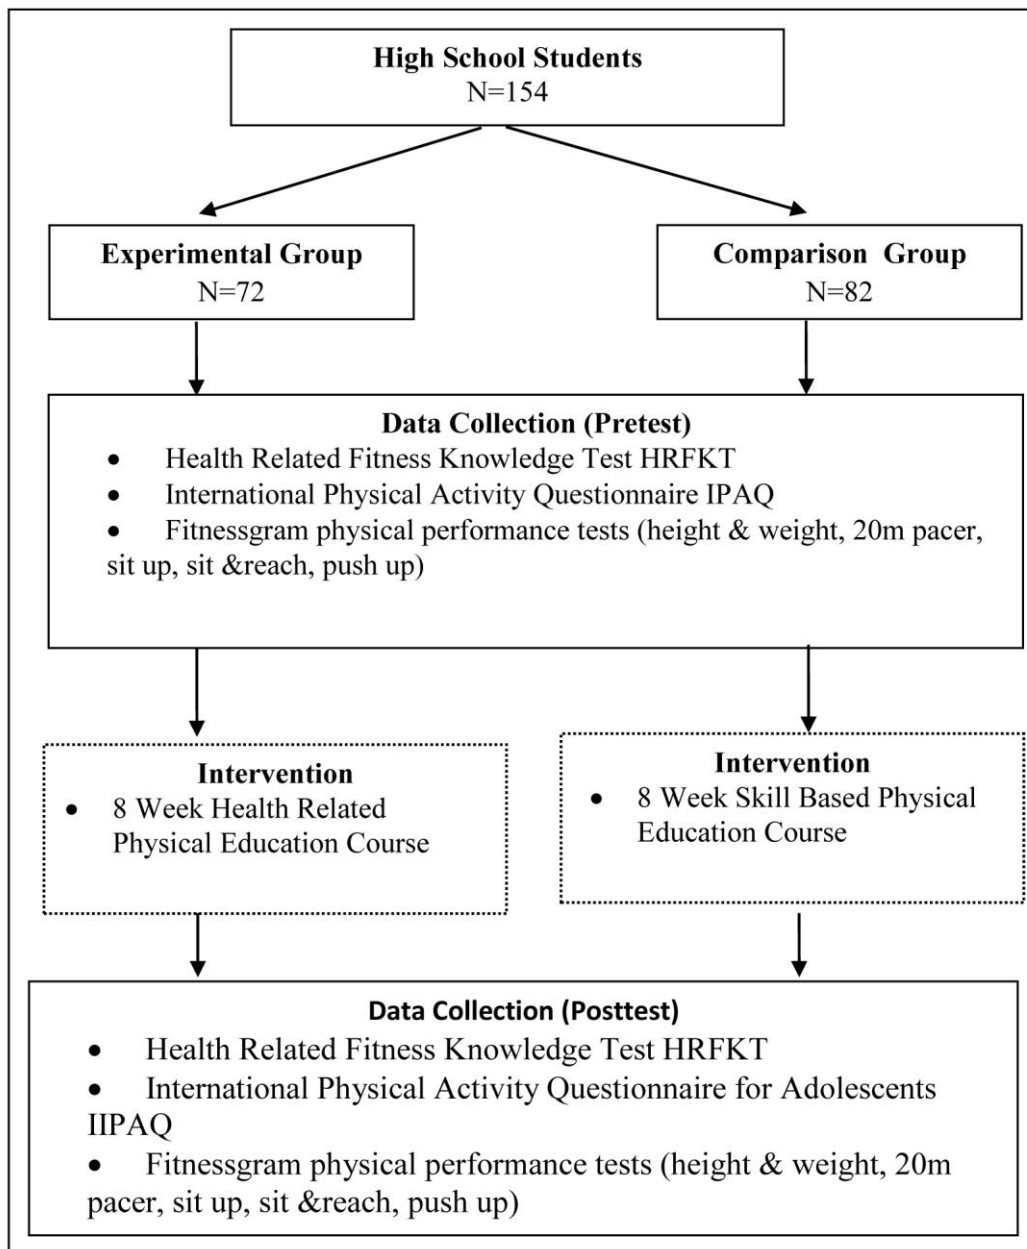 High School Students
N=154
Experimental Group
N=72
Comparison Group
N=82
Data Collection (Pretest)
• Health Related Fitness Knowledge Test HRFKT
• International Physical Activity Questionnaire IPAQ
• Fitnessgram physical performance tests (height & weight, 20m pacer,
sit up, sit &reach, push up)
Intervention
• 8 Week Health Related
Physical Education Course
Intervention
• 8 Week Skill Based Physical
Education Course
Data Collection (Posttest)
• Health Related Fitness Knowledge Test HRFKT
• International Physical Activity Questionnaire for Adolescents
IIPAQ
• Fitnessgram physical performance tests (height & weight, 20m
pacer, sit up, sit &reach, push up)